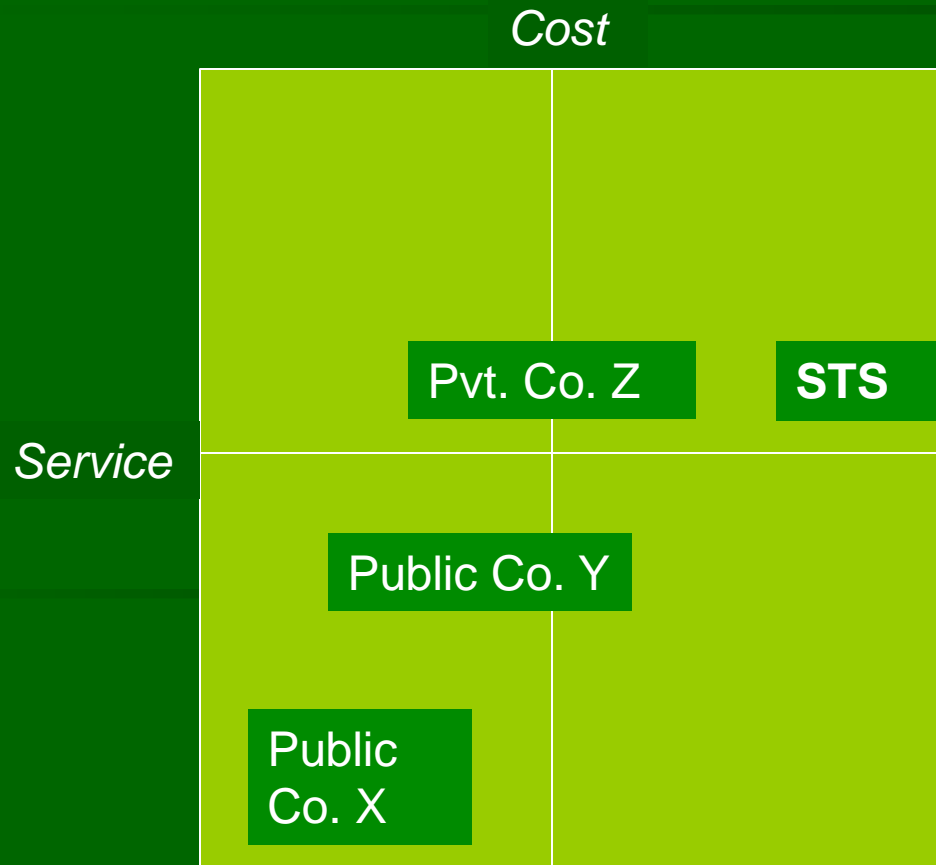 Cost
Pvt. Co. Z
STS
Service
Public Co. Y
Public
Co. X